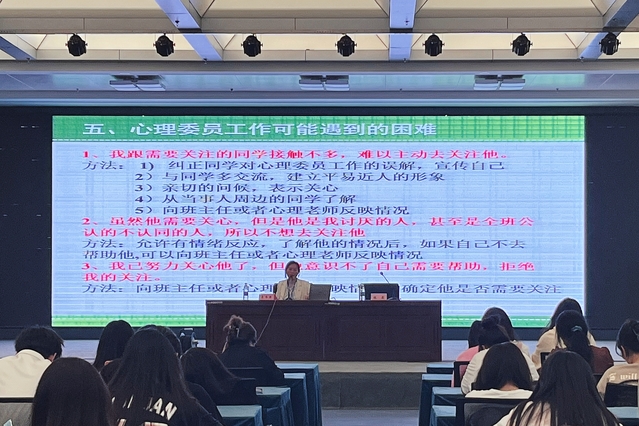 五、心理委员工作可能遇到的困难
1、我跟需要关注的同学接触不多，难以主动去关注他。
方法：1） 纠正同学对心理委员工作的误解，宣传自己
2）与同学多交流，建立平易近人的形象
3）亲切的问候，表示关心
4）从当事人周边的同学了解
5）向班主任或者心理老师反映情况
2、虽然他需要关心，但是他是我讨厌的人，甚至是全班公
认的不认同的人，所以不想去关注他
方法：允许有情绪反应，了解他的情况后，如果自己不去
帮助他,可以向班主任或者心理老师反映情况
3、我已努力关心他了，但 意识不了自己需要帮助，拒绝
我的关注。
方法：向班主任或者心理 映情 确定他是否需要关注
will